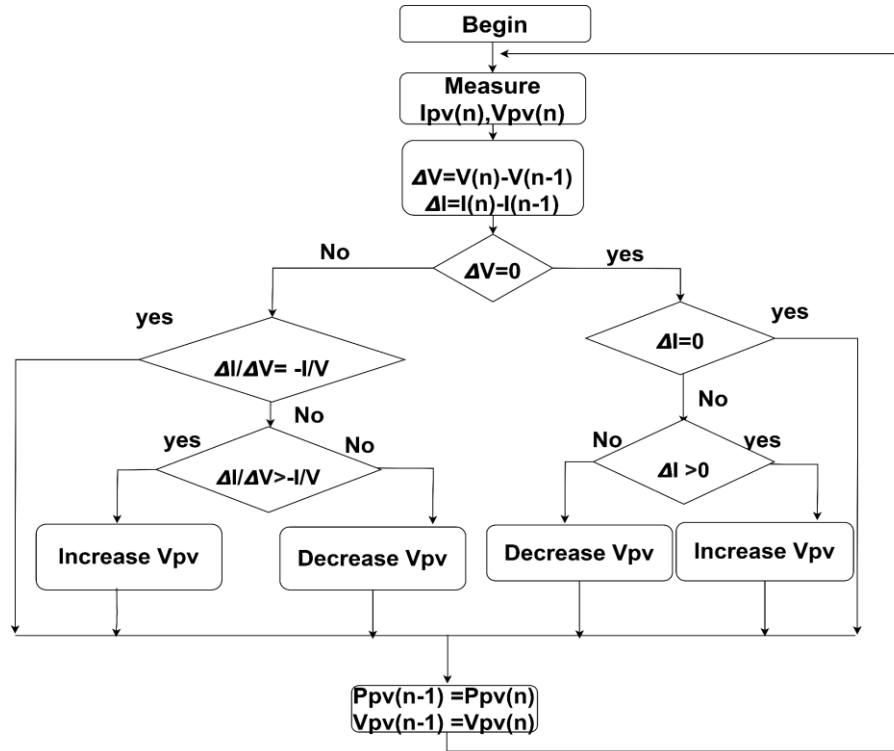 Begin
Measure
Ipv(n),Vpv(n)
ΔV=V(n)-V(n-1)
ΔI=I(n)-I(n-1)
No
ΔV=0
yes
yes
ΔI/ΔV= -I/V
ΔI=0
yes
No
No
yes
ΔI/ΔV>-I/V
No
No
ΔI >0
yes
Increase Vpv
Decrease Vpv
Decrease Vpv
Increase Vpv
Ppv(n-1) =Ppv(n)
Vpv(n-1) =Vpv(n)